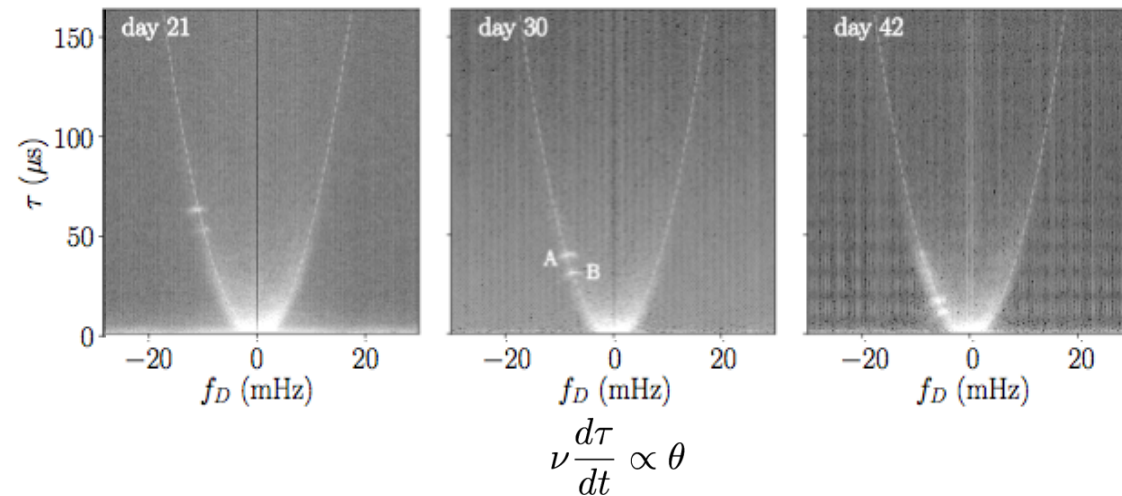 day 21
day 30
day 42
τ (μs)
150
100
50
0
A
B
−20
0
20
−20
0
20
−20
0
20
f_D (mHz)
f_D (mHz)
f_D (mHz)
ν dτ/dt ∝ θ